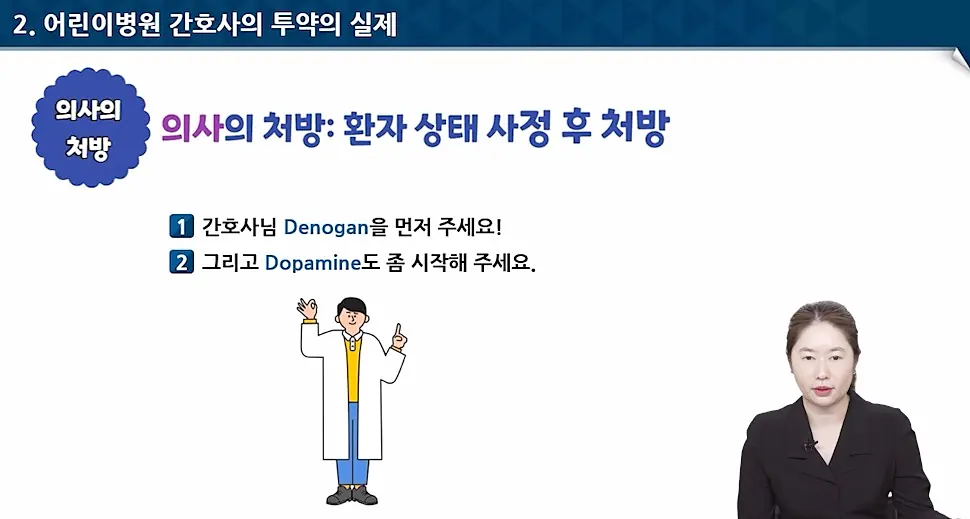 2. 어린이병원 간호사의 투약의 실제
의사의
처방
의사의 처방: 환자 상태 사정 후 처방
1 간호사님 Denogan을 먼저 주세요!
2 그리고 Dopamine도 좀 시작해 주세요.